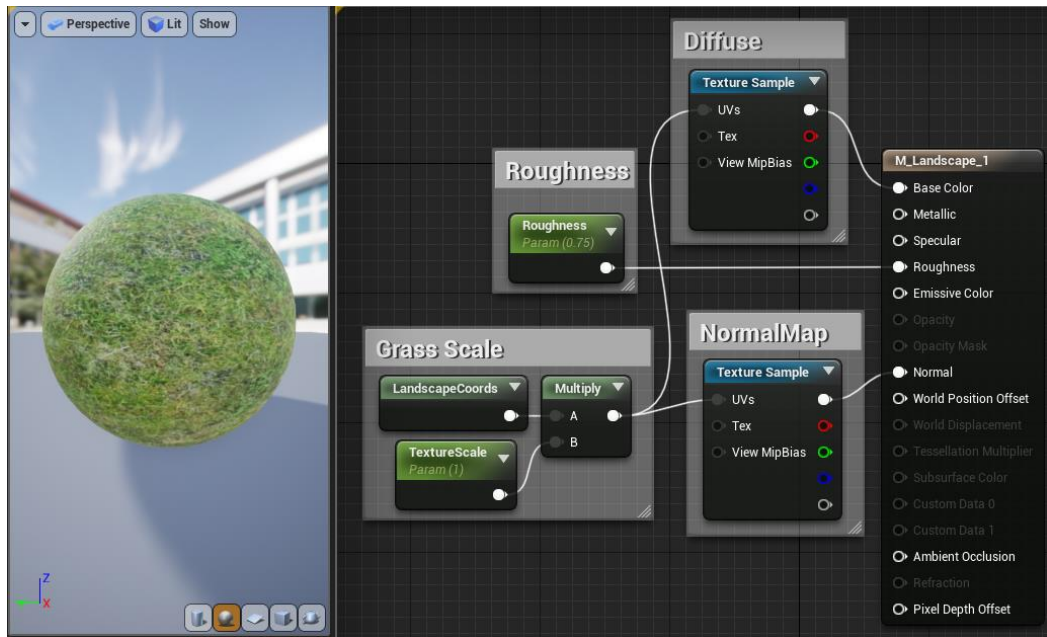 Perspective
Lit
Show
Diffuse
Texture Sample
UVs
Tex
View MipBias
Roughness
Roughness
Param (0.75)
Grass Scale
LandscapeCoords
Multiply
A
B
TextureScale
Param (1)
NormalMap
Texture Sample
UVs
Tex
View MipBias
M_Landscape_1
Base Color
Metallic
Specular
Roughness
Emissive Color
Opacity
Opacity Mask
Normal
World Position Offset
World Displacement
Tessellation Multiplier
Subsurface Color
Custom Data 0
Custom Data 1
Ambient Occlusion
Refraction
Pixel Depth Offset
Z
X